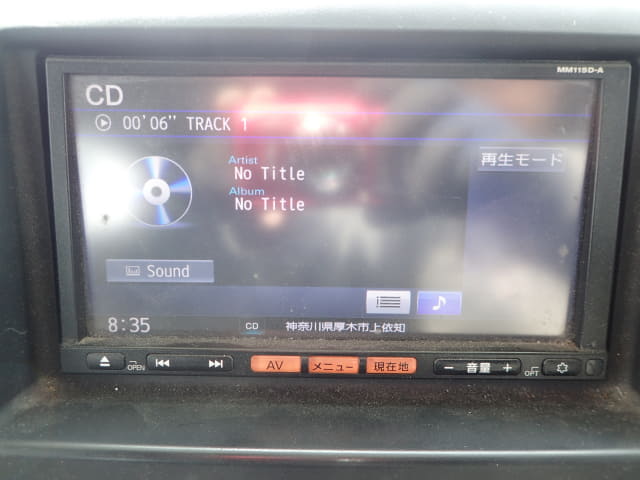 MM115D-A
CD
00'06" TRACK 1
Artist
No Title
Album
No Title
再生モード
Sound
8:35 CD 神奈川県厚木市上依知
OPEN AV メニュー 現在地 － 音量 ＋ OPT